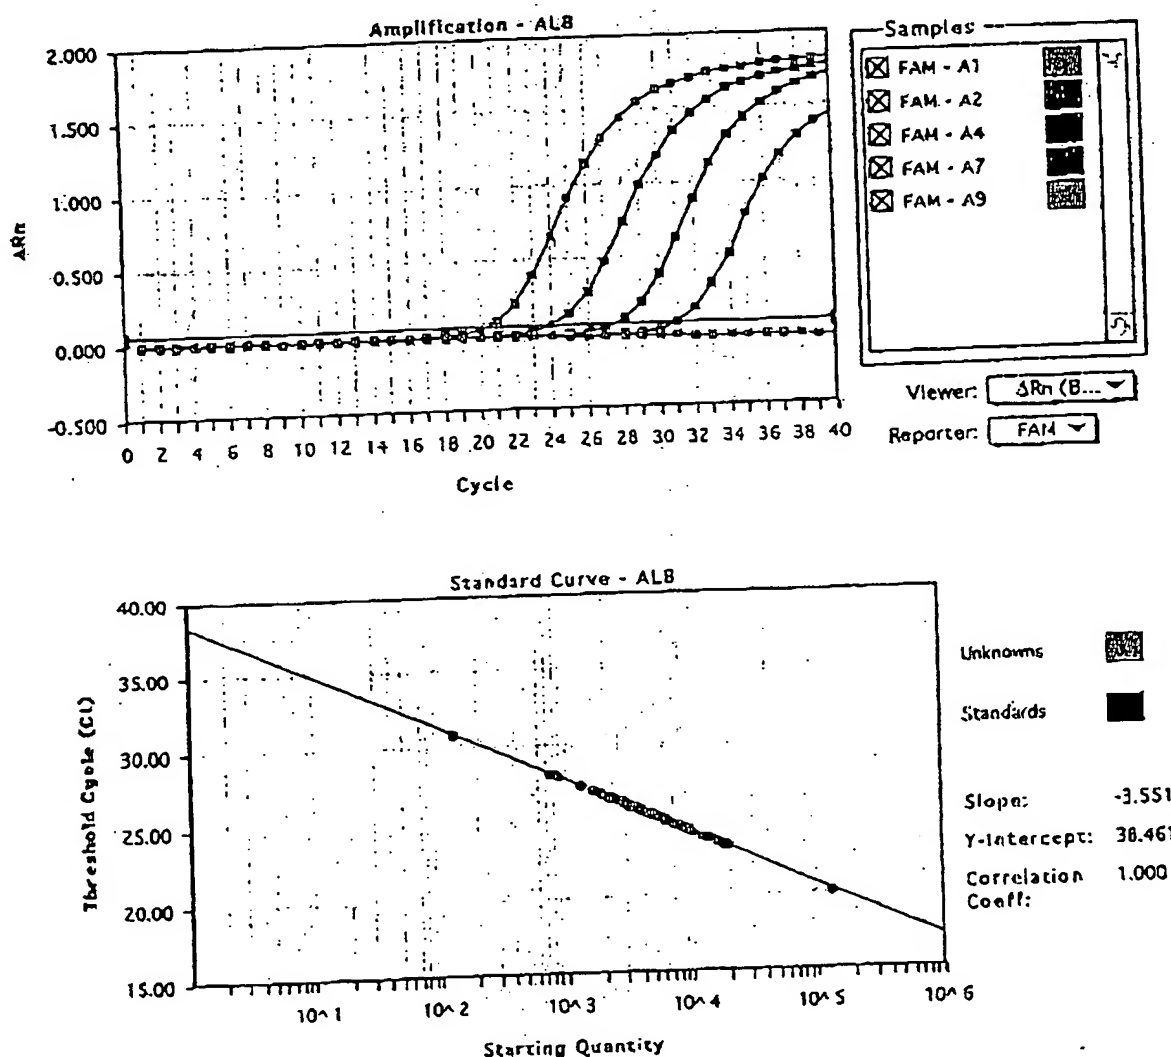 Amplification - ALB
2.000
1.500
1.000
0.500
0.000
-0.500
ΔRn
0 2 4 6 8 10 12 14 16 18 20 22 24 26 28 30 32 34 36 38 40
Cycle
Samples
FAM - A1
FAM - A2
FAM - A4
FAM - A7
FAM - A9
Viewer: ΔRn (B...
Reporter: FAM
Standard Curve - ALB
40.00
35.00
30.00
25.00
20.00
15.00
Threshold Cycle (Ct)
10^1 10^2 10^3 10^4 10^5 10^6
Starting Quantity
Unknowns
Standards
Slope: -3.551
Y-Intercept: 38.461
Correlation 1.000
Coeff: